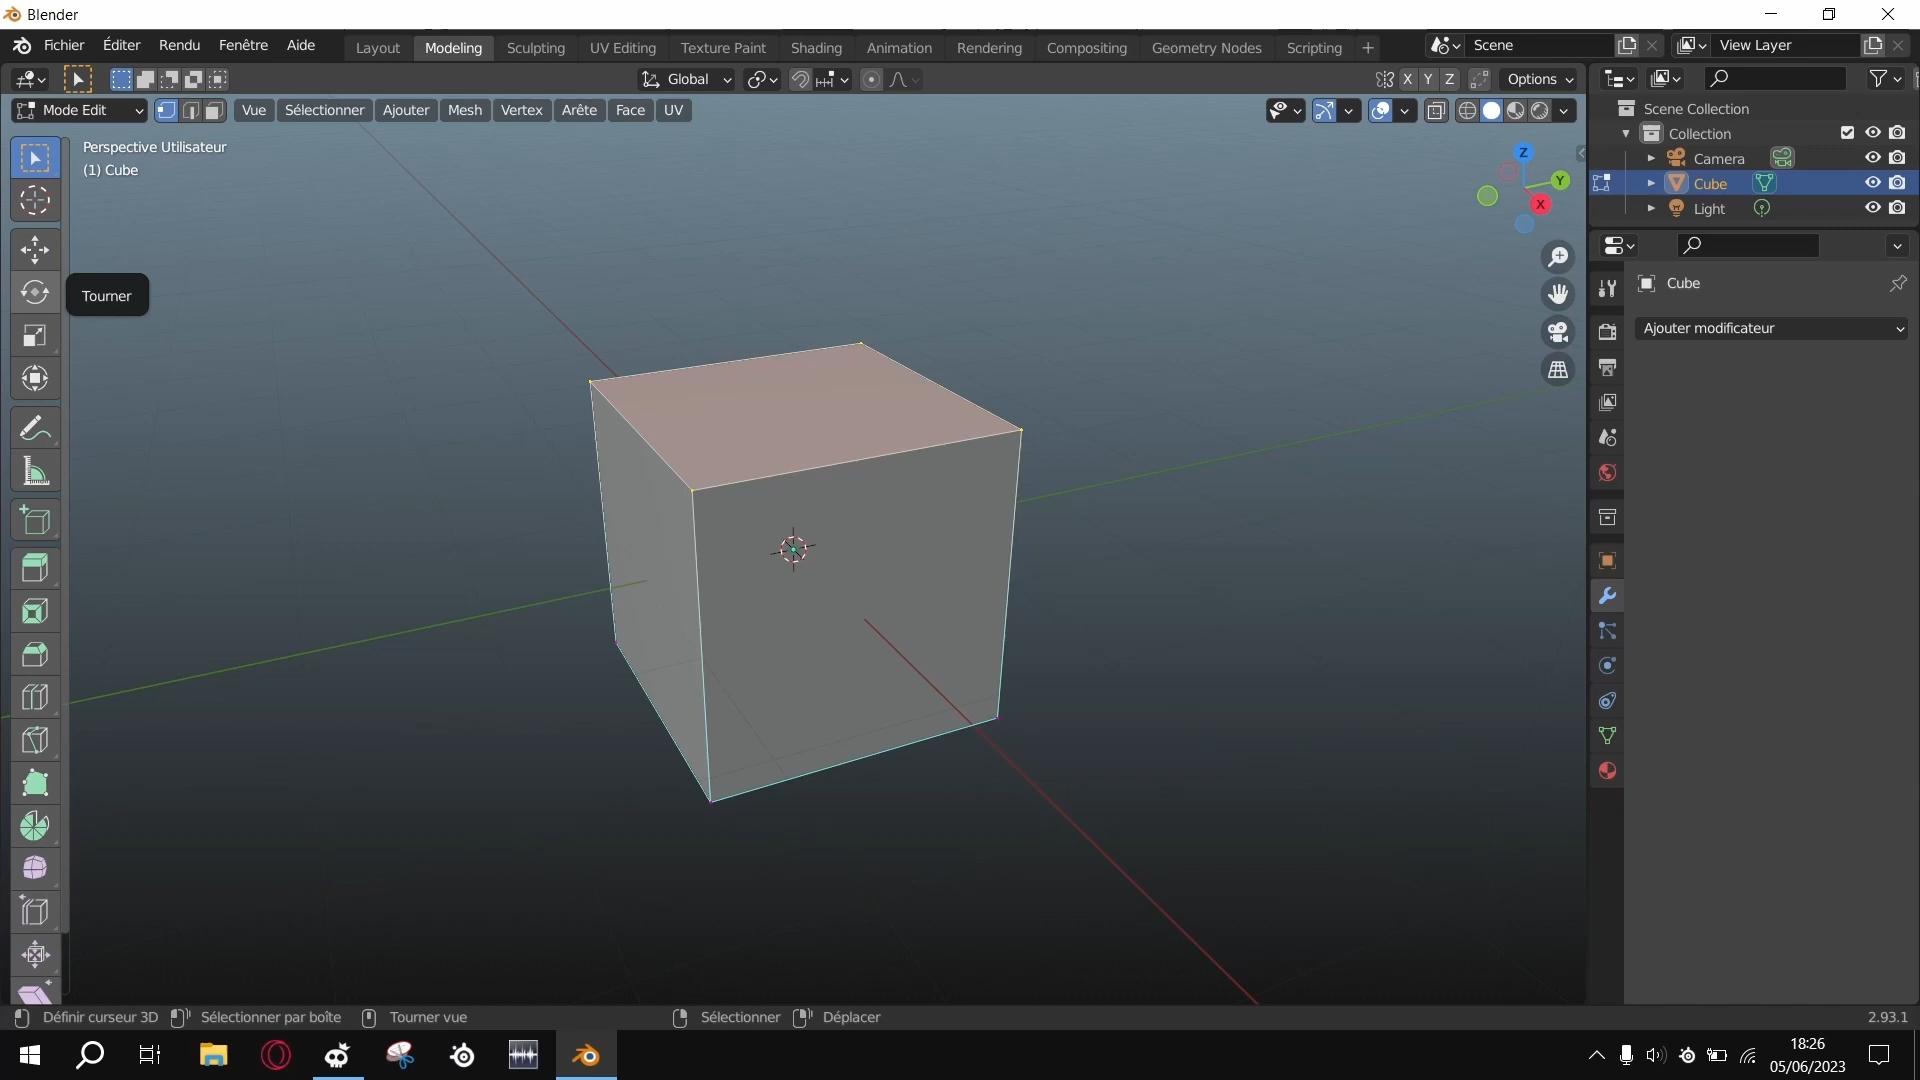 Blender
Fichier Éditer Rendu Fenêtre Aide Layout Modeling Sculpting UV Editing Texture Paint Shading Animation Rendering Compositing Geometry Nodes Scripting + Scene View Layer
Global X Y Z Options
Mode Edit Vue Sélectionner Ajouter Mesh Vertex Arête Face UV
Scene Collection
Collection
Camera
Cube
Light
Perspective Utilisateur
(1) Cube
Z
Y
X
Tourner
Cube
Ajouter modificateur
Définir curseur 3D Sélectionner par boîte Tourner vue Sélectionner Déplacer 2.93.1
18:26
05/06/2023